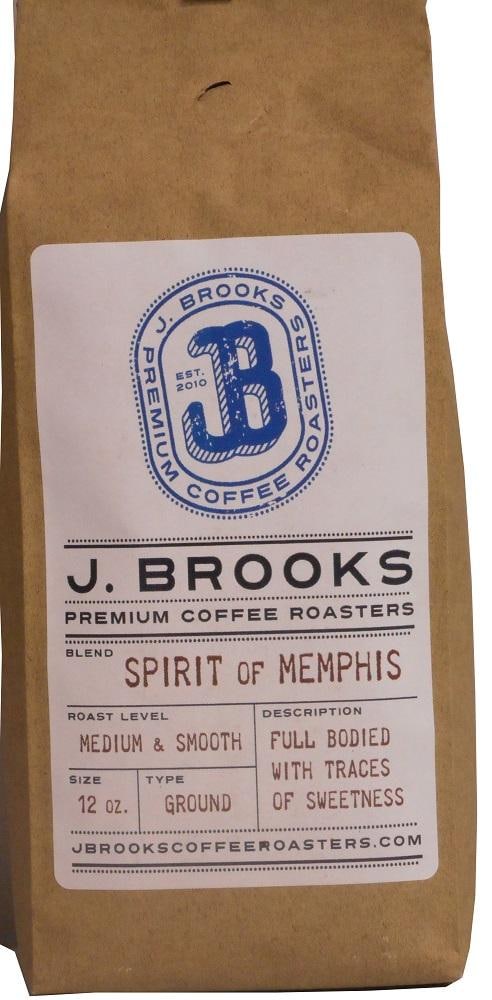 J. BROOKS
PREMIUM COFFEE ROASTERS
EST.
2010
JB
J. BROOKS
PREMIUM COFFEE ROASTERS
BLEND
SPIRIT OF MEMPHIS
ROAST LEVEL
MEDIUM & SMOOTH
DESCRIPTION
FULL BODIED
WITH TRACES
OF SWEETNESS
SIZE
12 OZ.
TYPE
GROUND
JBROOKSCOFFEEROASTERS.COM